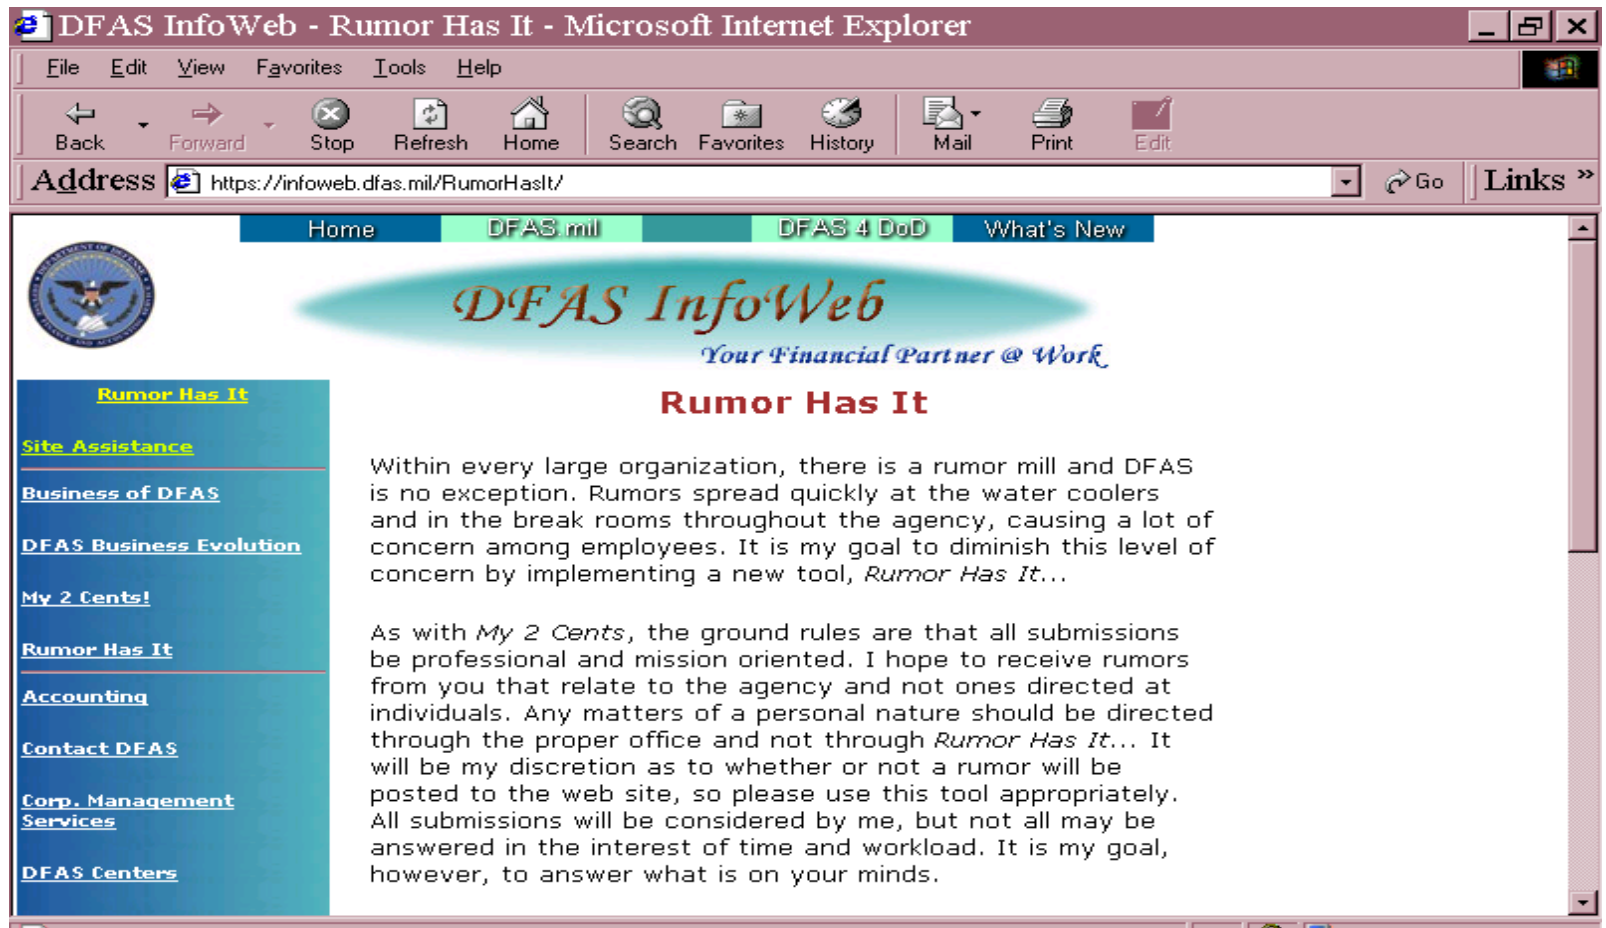 DFAS InfoWeb - Rumor Has It - Microsoft Internet Explorer
File Edit View Favorites Tools Help
Back Forward Stop Refresh Home Search Favorites History Mail Print Edit
Address https://infoweb.dfas.mil/RumorHasIt/ Go Links »
Home DFAS.mil DFAS 4 DoD What's New
DFAS InfoWeb
Your Financial Partner @ Work
Rumor Has It
Site Assistance
Business of DFAS
DFAS Business Evolution
My 2 Cents!
Rumor Has It
Accounting
Contact DFAS
Corp. Management
Services
DFAS Centers
Rumor Has It
Within every large organization, there is a rumor mill and DFAS
is no exception. Rumors spread quickly at the water coolers
and in the break rooms throughout the agency, causing a lot of
concern among employees. It is my goal to diminish this level of
concern by implementing a new tool, Rumor Has It...
As with My 2 Cents, the ground rules are that all submissions
be professional and mission oriented. I hope to receive rumors
from you that relate to the agency and not ones directed at
individuals. Any matters of a personal nature should be directed
through the proper office and not through Rumor Has It... It
will be my discretion as to whether or not a rumor will be
posted to the web site, so please use this tool appropriately.
All submissions will be considered by me, but not all may be
answered in the interest of time and workload. It is my goal,
however, to answer what is on your minds.